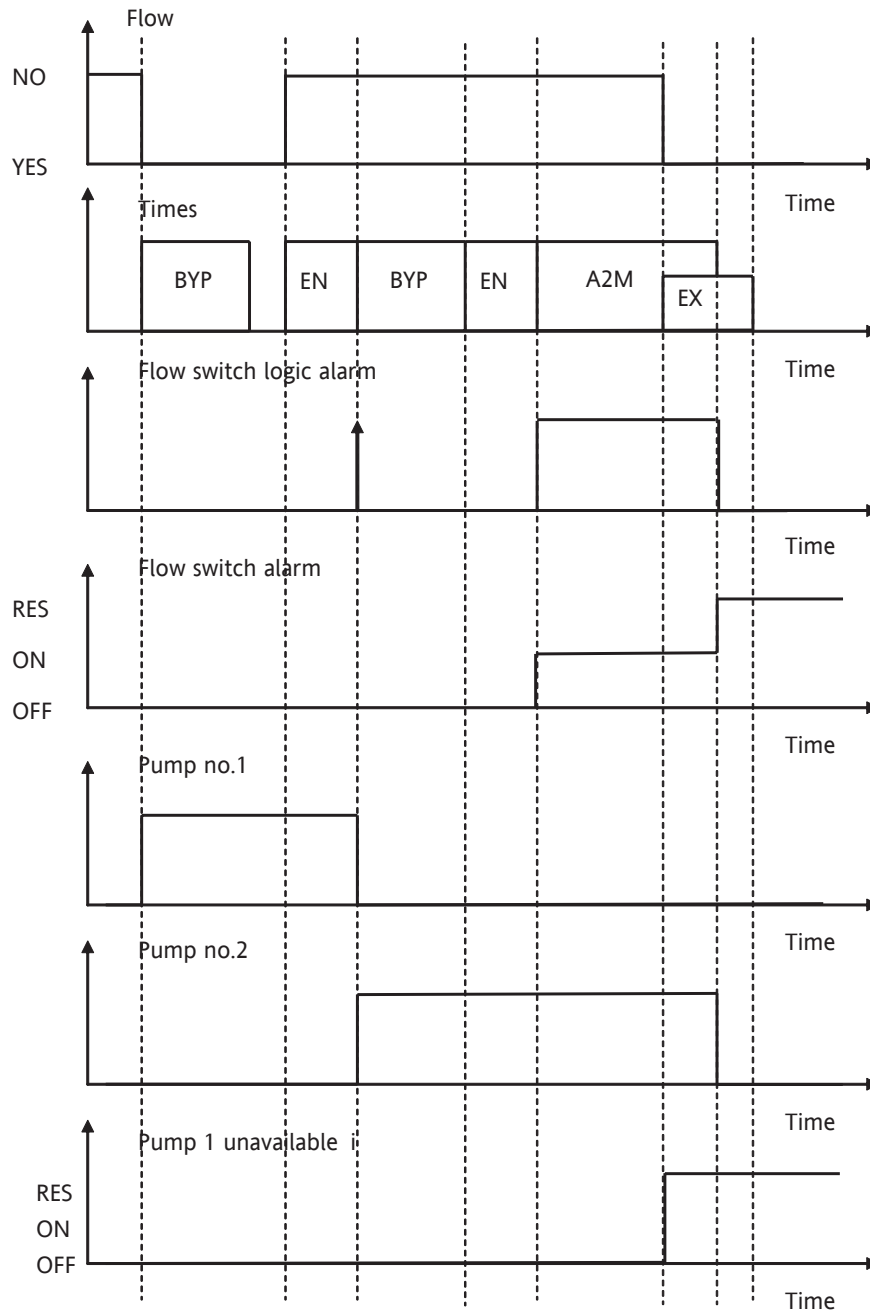 Flow
NO
YES
Time
Times
BYP
EN
BYP
EN
A2M
EX
Time
Flow switch logic alarm
Time
Flow switch alarm
RES
ON
OFF
Time
Pump no.1
Time
Pump no.2
Time
Pump 1 unavailable i
RES
ON
OFF
Time